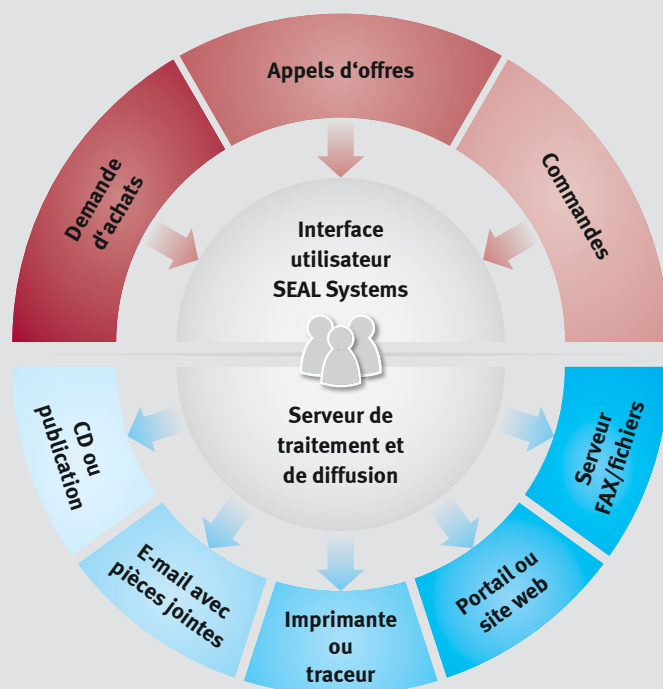 Appels d‘offres
Demande
d‘achats
Commandes
Interface
utilisateur
SEAL Systems
Serveur de
traitement et
de diffusion
CD ou
publication
E-mail avec
pièces jointes
Imprimante
ou
traceur
Portail ou
site web
Serveur
FAX/fichiers